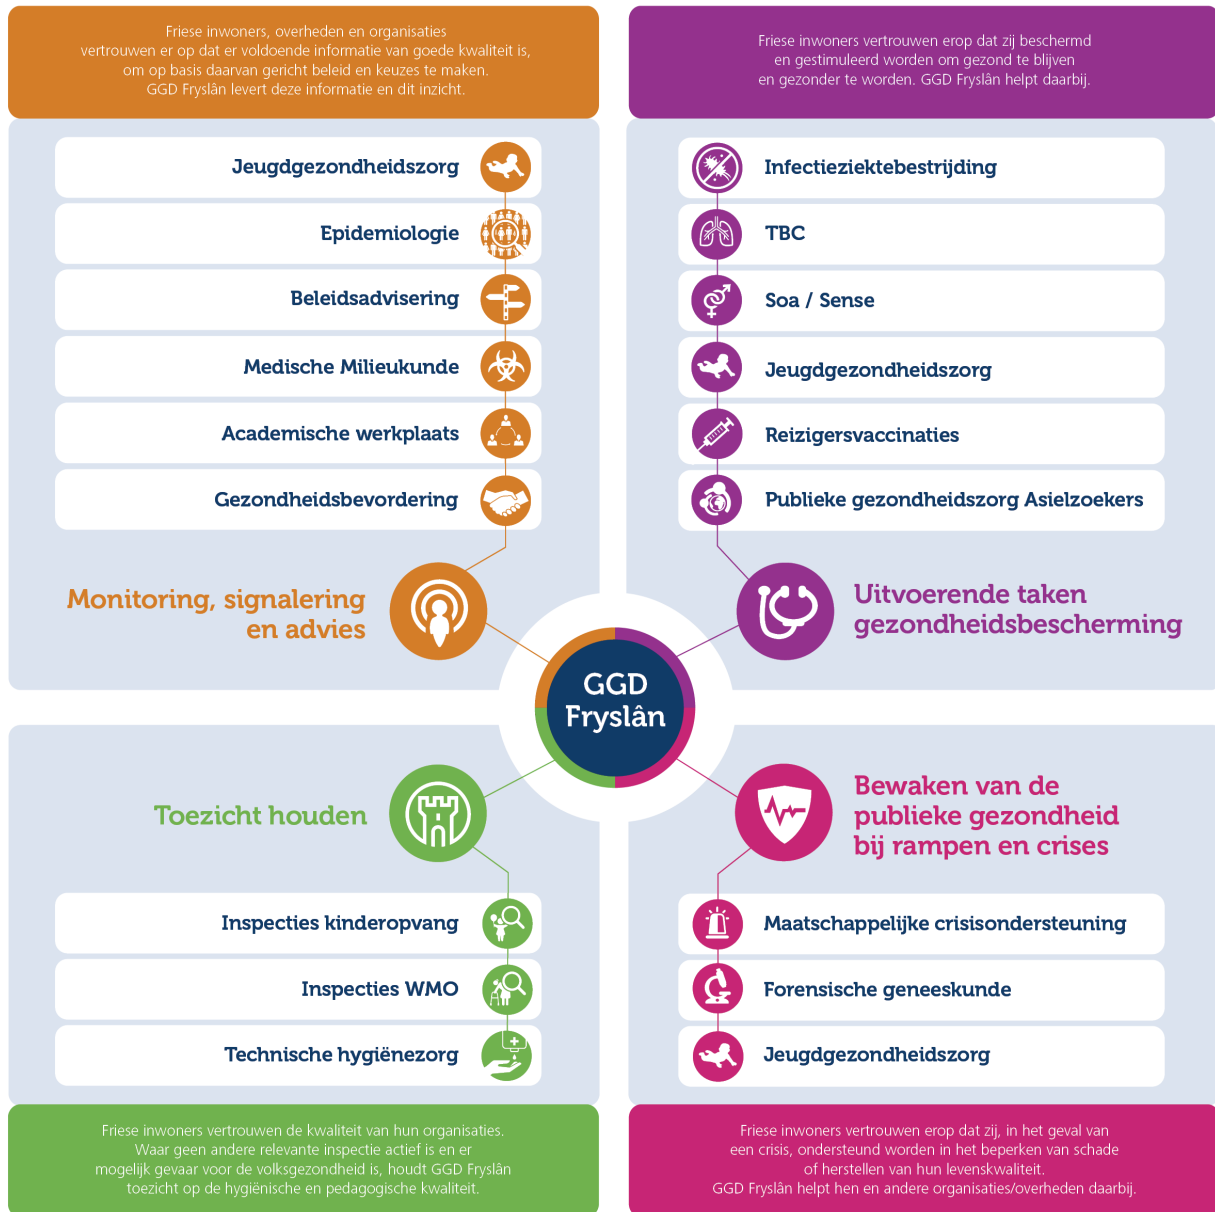 Friese inwoners, overheden en organisaties
vertrouwen er op dat er voldoende informatie van goede kwaliteit is,
om op basis daarvan gericht beleid en keuzes te maken.
GGD Fryslân levert deze informatie en dit inzicht.
Jeugdgezondheidszorg
Epidemiologie
Beleidsadvisering
Medische Milieukunde
Academische werkplaats
Gezondheidsbevordering
Monitoring, signalering
en advies
Friese inwoners vertrouwen erop dat zij beschermd
en gestimuleerd worden om gezond te blijven
en gezonder te worden. GGD Fryslân helpt daarbij.
Infectieziektebestrijding
TBC
Soa / Sense
Jeugdgezondheidszorg
Reizigersvaccinaties
Publieke gezondheidszorg Asielzoekers
Uitvoerende taken
gezondheidsbescherming
GGD
Fryslân
Toezicht houden
Inspecties kinderopvang
Inspecties WMO
Technische hygiënezorg
Friese inwoners vertrouwen de kwaliteit van hun organisaties.
Waar geen andere relevante inspectie actief is en er
mogelijk gevaar voor de volksgezondheid is, houdt GGD Fryslân
toezicht op de hygiënische en pedagogische kwaliteit.
Bewaken van de
publieke gezondheid
bij rampen en crises
Maatschappelijke crisisondersteuning
Forensische geneeskunde
Jeugdgezondheidszorg
Friese inwoners vertrouwen erop dat zij, in het geval van
een crisis, ondersteund worden in het beperken van schade
of herstellen van hun levenskwaliteit.
GGD Fryslân helpt hen en andere organisaties/overheden daarbij.